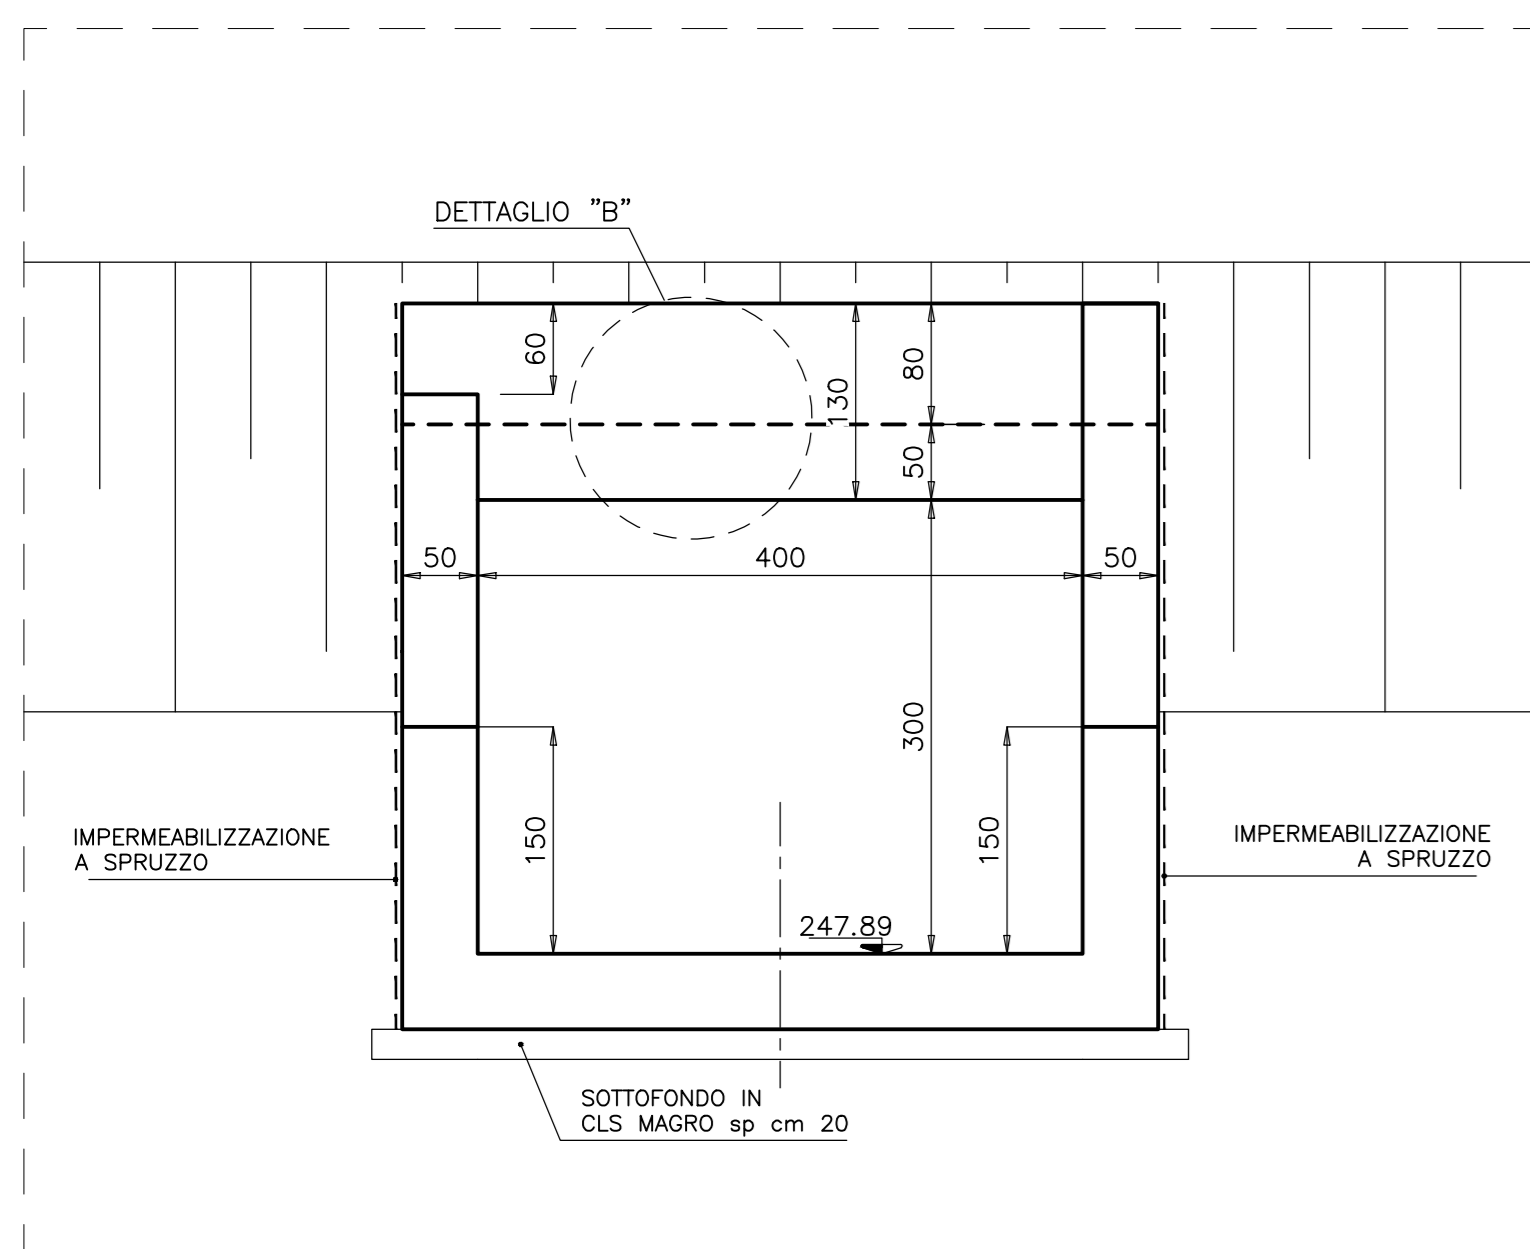 DETTAGLIO "B"
60
130
80
50
50
400
50
300
150
150
IMPERMEABILIZZAZIONE
A SPRUZZO
IMPERMEABILIZZAZIONE
A SPRUZZO
247.89
SOTTOFONDO IN
CLS MAGRO sp cm 20